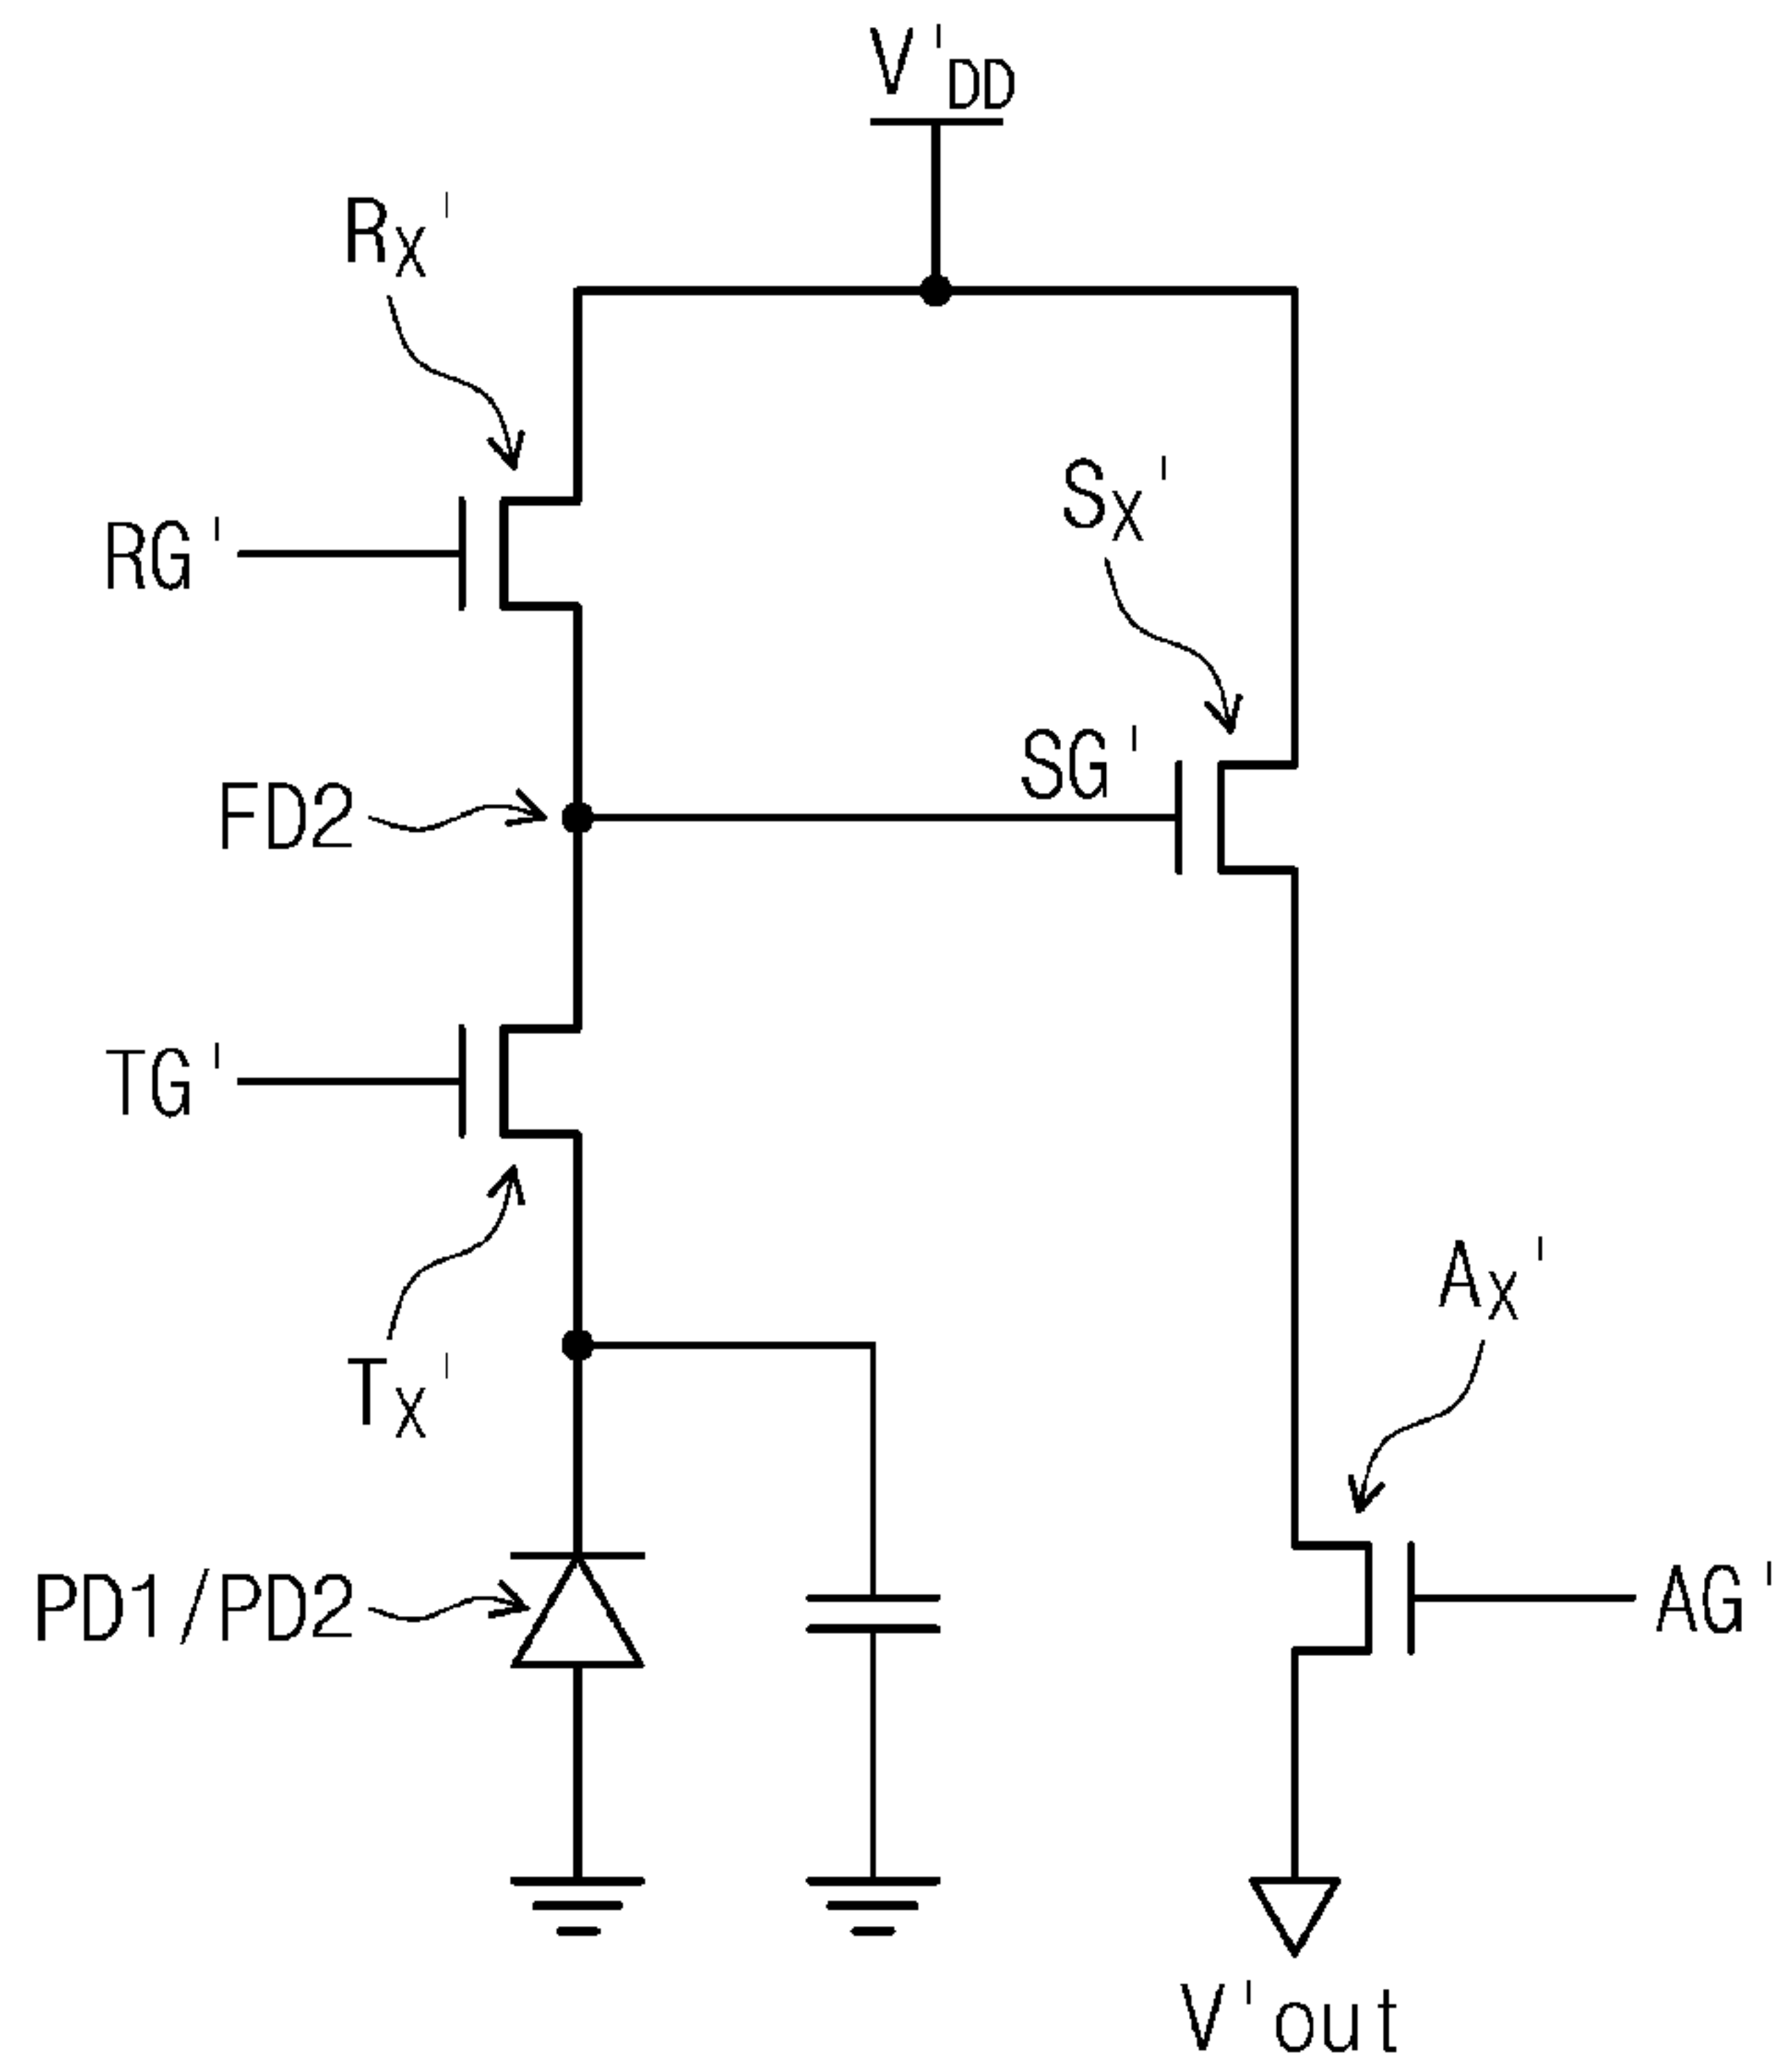 V'DD
RX'
SX'
RG'
SG'
FD2
TG'
AX'
TX'
PD1/PD2
AG'
V'out